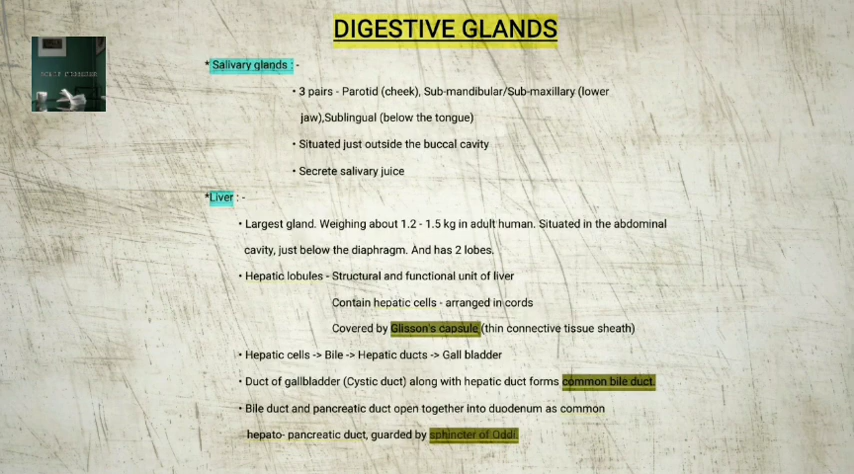 DIGESTIVE GLANDS
* Salivary glands : -
• 3 pairs - Parotid (cheek), Sub-mandibular/Sub-maxillary (lower
jaw),Sublingual (below the tongue)
• Situated just outside the buccal cavity
• Secrete salivary juice
*Liver : -
• Largest gland. Weighing about 1.2 - 1.5 kg in adult human. Situated in the abdominal
cavity, just below the diaphragm. And has 2 lobes.
• Hepatic lobules - Structural and functional unit of liver
Contain hepatic cells - arranged in cords
Covered by Glisson's capsule (thin connective tissue sheath)
• Hepatic cells -> Bile -> Hepatic ducts -> Gall bladder
• Duct of gallbladder (Cystic duct) along with hepatic duct forms common bile duct.
• Bile duct and pancreatic duct open together into duodenum as common
hepato- pancreatic duct, guarded by sphincter of Oddi.